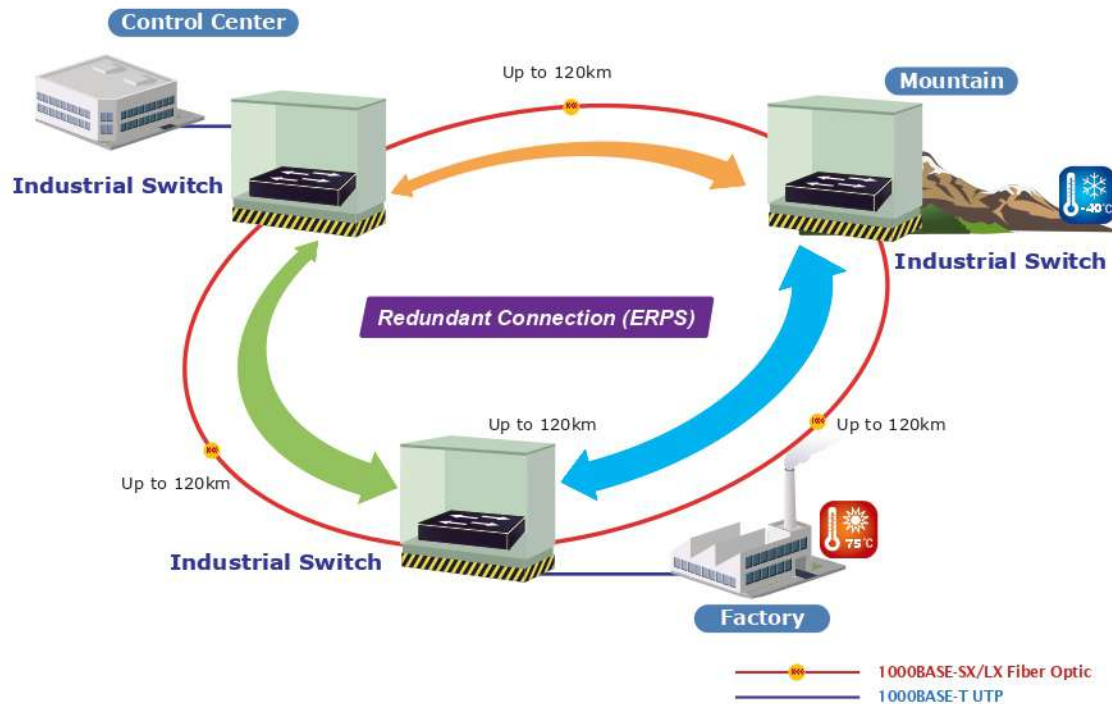 Control Center
Up to 120km
Mountain
Industrial Switch
-40°C
Industrial Switch
Redundant Connection (ERPS)
Up to 120km
Up to 120km
Up to 120km
75°C
Industrial Switch
Factory
1000BASE-SX/LX Fiber Optic
1000BASE-T UTP